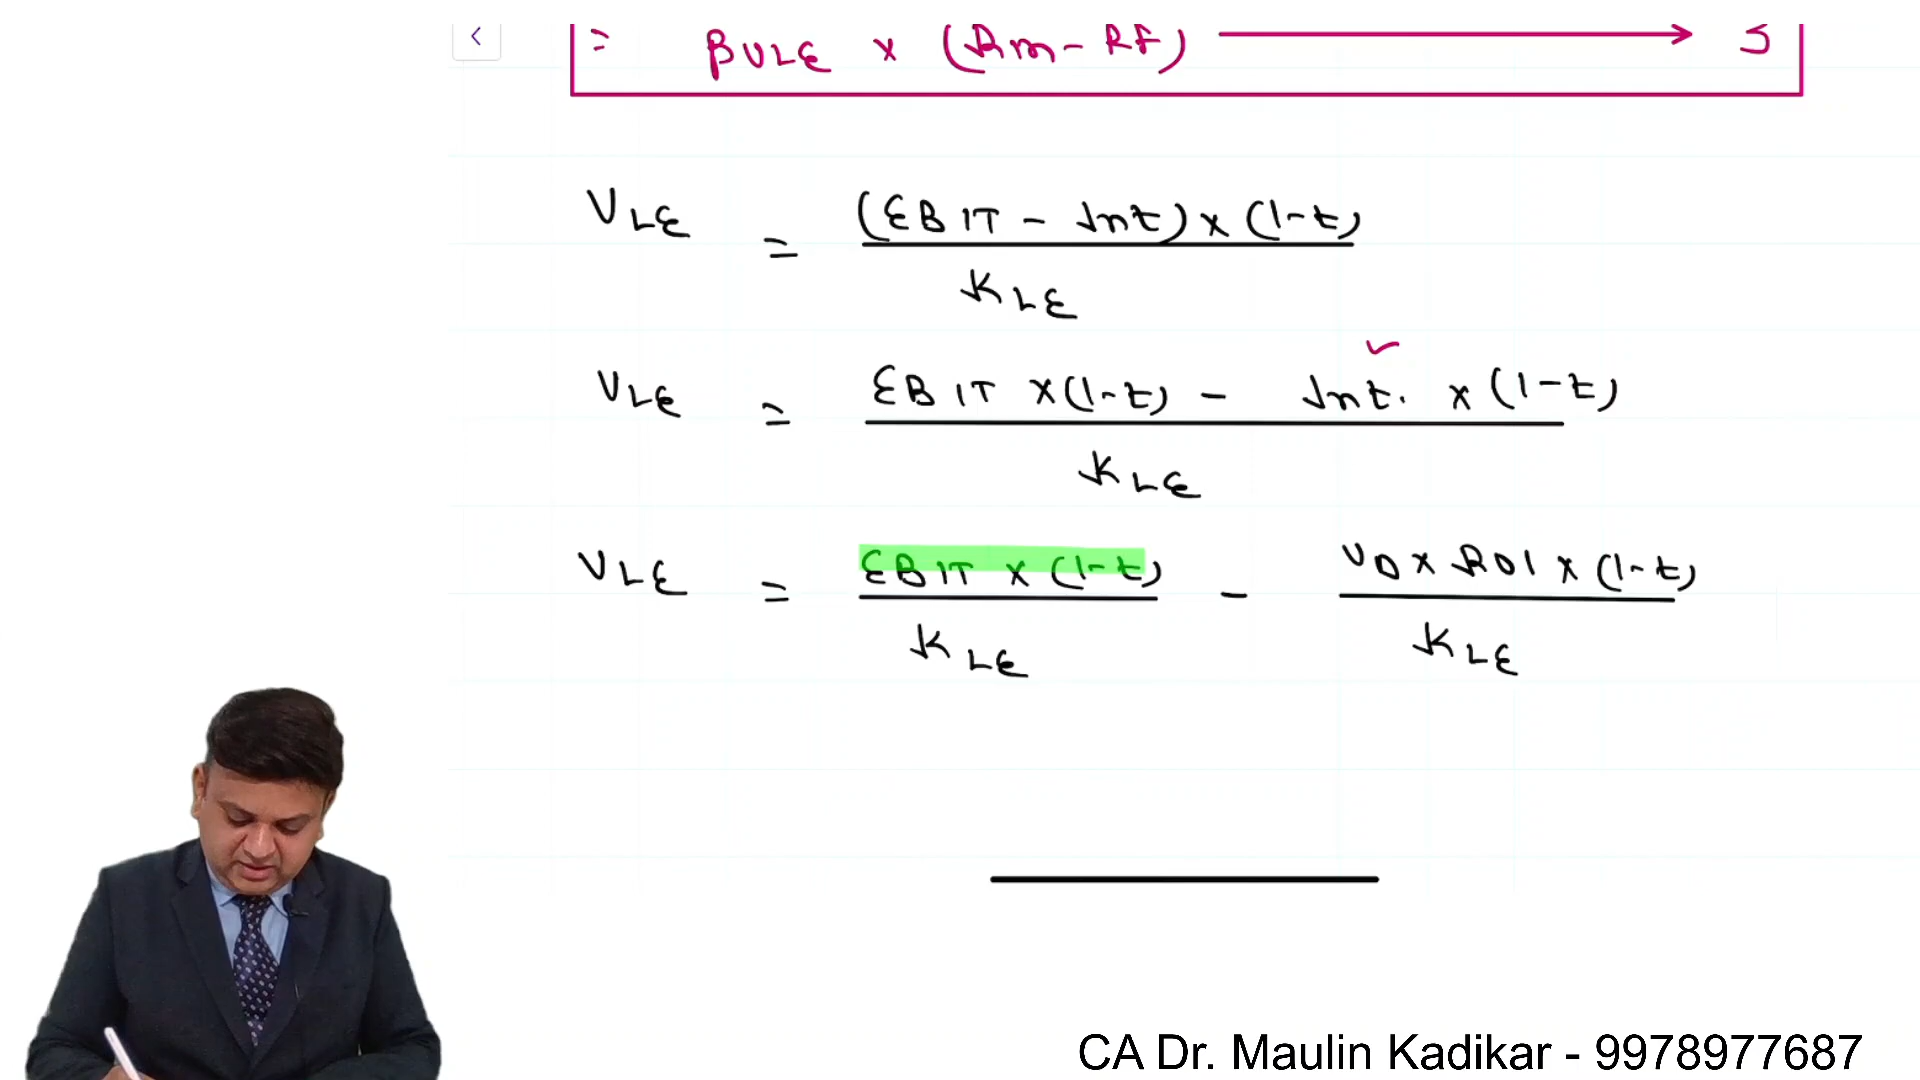 = βULE x (Rm - RF) → 5
VLE = (EBIT - Int) x (1-t) / KLE
VLE = EBIT x (1-t) - Int. x (1-t) / KLE
VLE = EBIT x (1-t) / KLE - VD x ROI x (1-t) / KLE
CA Dr. Maulin Kadikar - 9978977687